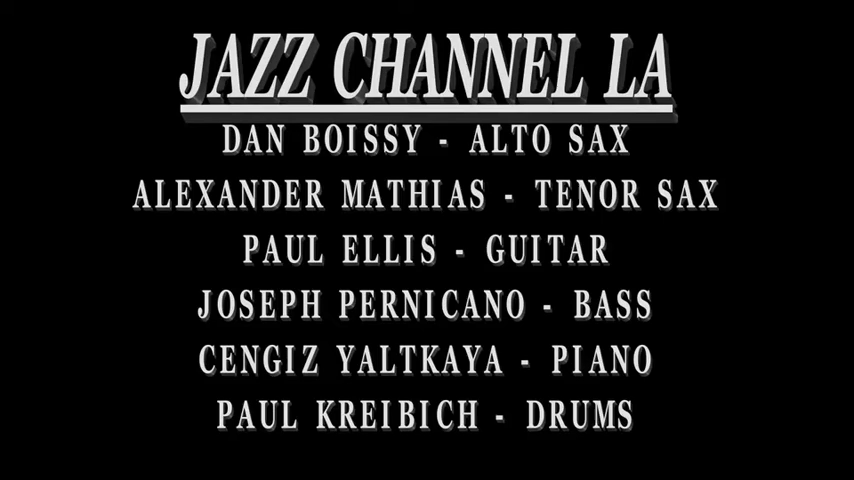 JAZZ CHANNEL LA
DAN BOISSY - ALTO SAX
ALEXANDER MATHIAS - TENOR SAX
PAUL ELLIS - GUITAR
JOSEPH PERNICANO - BASS
CENGIZ YALTKAYA - PIANO
PAUL KREIBICH - DRUMS